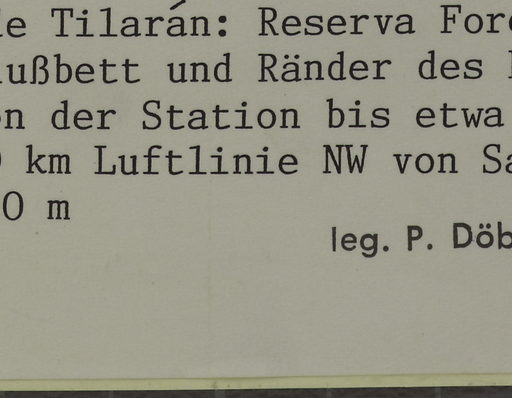 de Tilarán: Reserva For
ußbett und Ränder des
n der Station bis etwa
km Luftlinie NW von Sa
0 m
leg. P. Döb